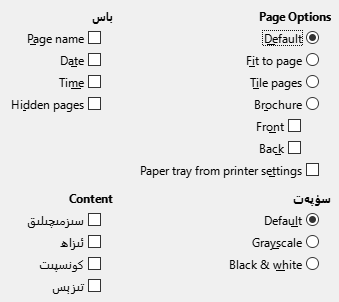 Page Options
Default
Fit to page
Tile pages
Brochure
Front
Back
Paper tray from printer settings
باس
Page name
Date
Time
Hidden pages
سۈپەت
Default
Grayscale
Black & white
Content
سىزمىچىلىق
ئىزاھ
كونسپېت
تىزىس